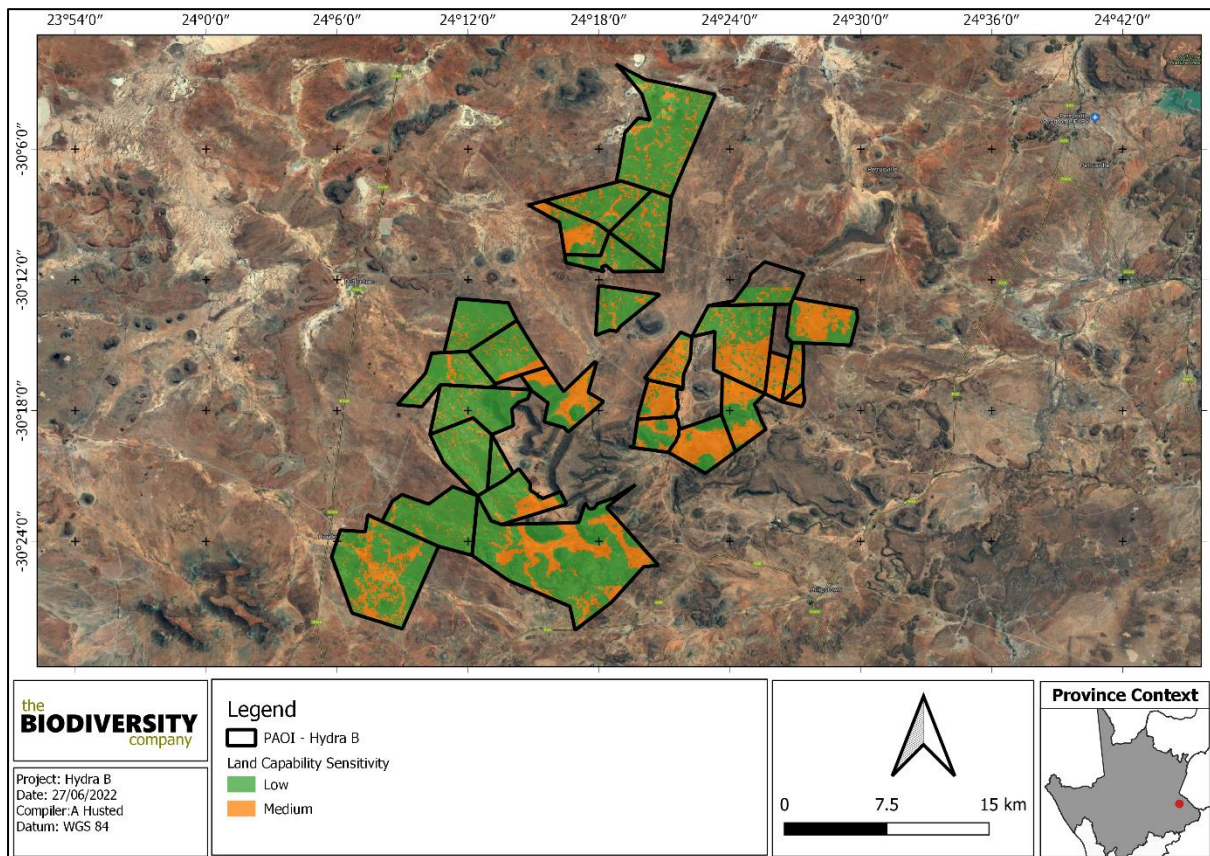 23°54′0″ 24°0′0″ 24°6′0″ 24°12′0″ 24°18′0″ 24°24′0″ 24°30′0″ 24°36′0″ 24°42′0″
-30°6′0″
-30°12′0″
-30°18′0″
-30°24′0″
Petrusville
the
BIODIVERSITY
company
Project: Hydra B
Date: 27/06/2022
Compiler:A Husted
Datum: WGS 84
Legend
PAOI - Hydra B
Land Capability Sensitivity
Low
Medium
0 7.5 15 km
Province Context